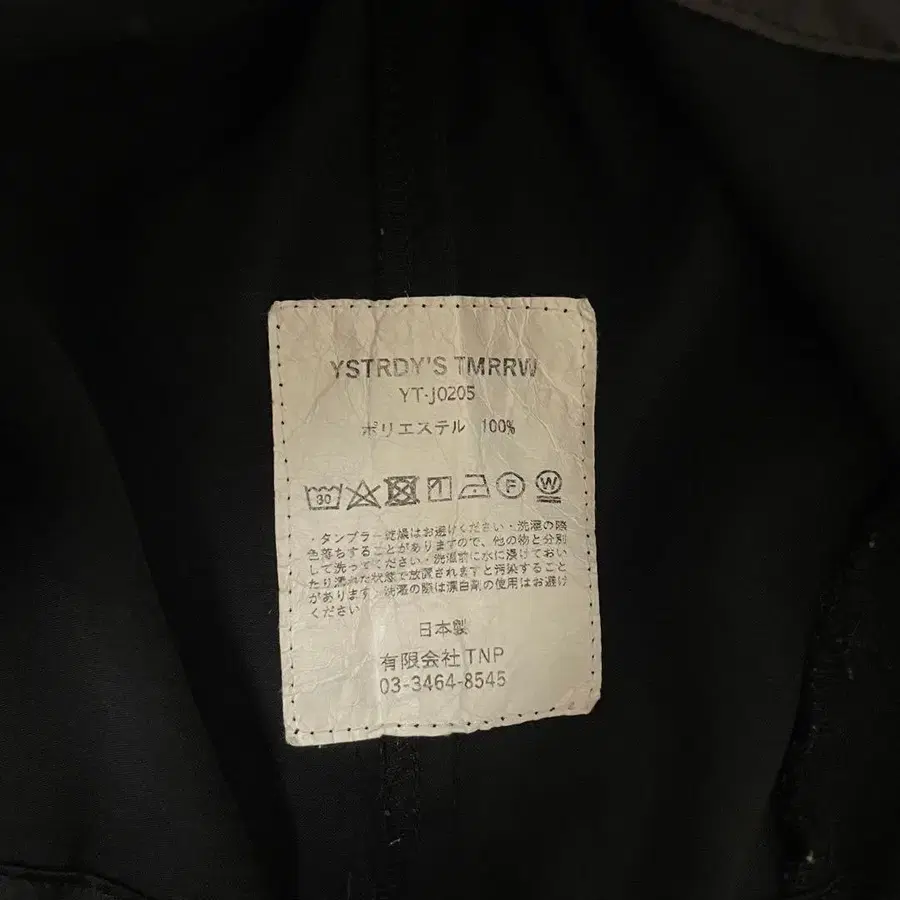 YSTRDY'S TMRRW
YT-J0205
ポリエステル 100%
30 F W
・タンブラー乾燥はお避けください・洗濯の際
色落ちすることがありますので、他の物と分別
して洗ってください・洗濯前に水に浸けておい
たり濡れた状態で放置されますと汚染すること
があります・洗濯の際は漂白剤の使用はお避け
ください
日本製
有限会社TNP
03-3464-8545